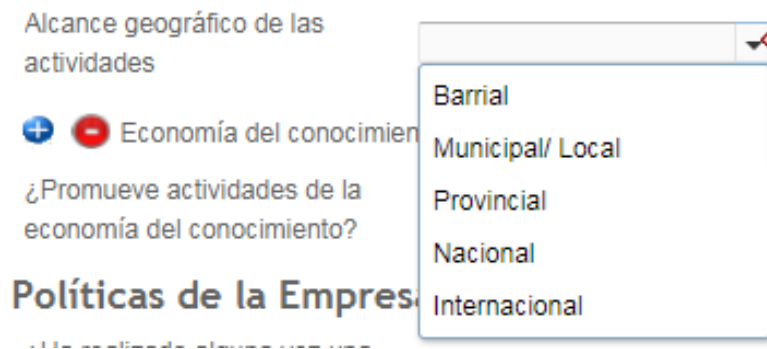 Alcance geográfico de las
actividades
Barrial
Economía del conocimien
Municipal/ Local
¿Promueve actividades de la
economía del conocimiento?
Provincial
Nacional
Políticas de la Empresa
Internacional